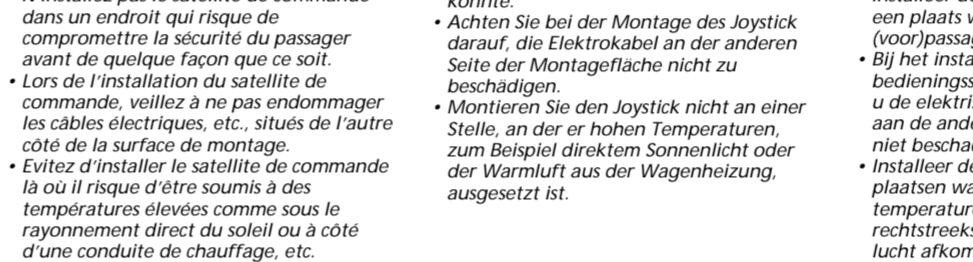 dans un endroit qui risque de
compromettre la sécurité du passager
avant de quelque façon que ce soit.
• Lors de l'installation du satellite de
commande, veillez à ne pas endommager
les câbles électriques, etc., situés de l'autre
côté de la surface de montage.
• Evitez d'installer le satellite de commande
là où il risque d'être soumis à des
températures élevées comme sous le
rayonnement direct du soleil ou à côté
d'une conduite de chauffage, etc.
könnte.
• Achten Sie bei der Montage des Joystick
darauf, die Elektrokabel an der anderen
Seite der Montagefläche nicht zu
beschädigen.
• Montieren Sie den Joystick nicht an einer
Stelle, an der er hohen Temperaturen,
zum Beispiel direktem Sonnenlicht oder
der Warmluft aus der Wagenheizung,
ausgesetzt ist.
een plaats
(voor)passa
• Bij het insta
bedieningss
u de elektri
aan de and
niet bescha
• Installeer d
plaatsen wa
temperatur
rechtstreeks
lucht afkom